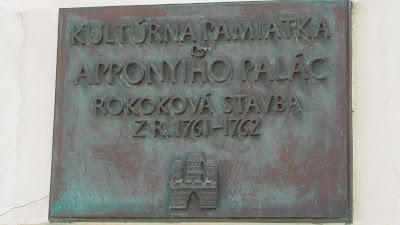 KULTÚRNA PAMIATKA
APPONYIHO PALÁC
ROKOKOVÁ STAVBA
Z R. 1761-1762